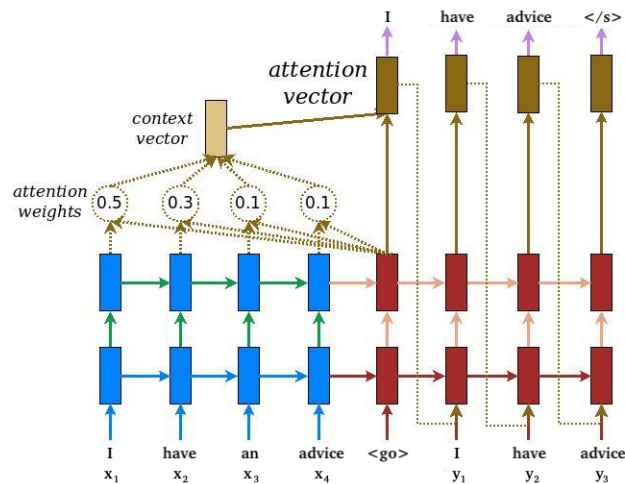 I have advice </s>
attention
vector
context
vector
attention
weights
0.5 0.3 0.1 0.1
I have an advice <go> I have advice
x1 x2 x3 x4 y1 y2 y3